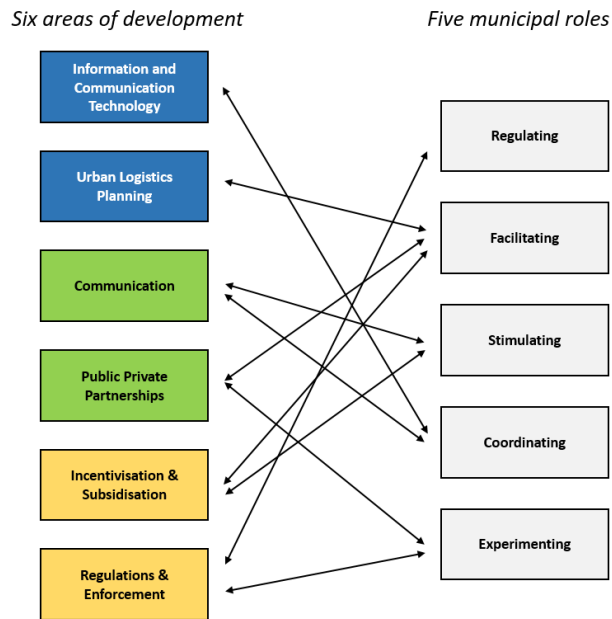 Six areas of development
Five municipal roles
Information and
Communication
Technology
Urban Logistics
Planning
Communication
Public Private
Partnerships
Incentivisation &
Subsidisation
Regulations &
Enforcement
Regulating
Facilitating
Stimulating
Coordinating
Experimenting